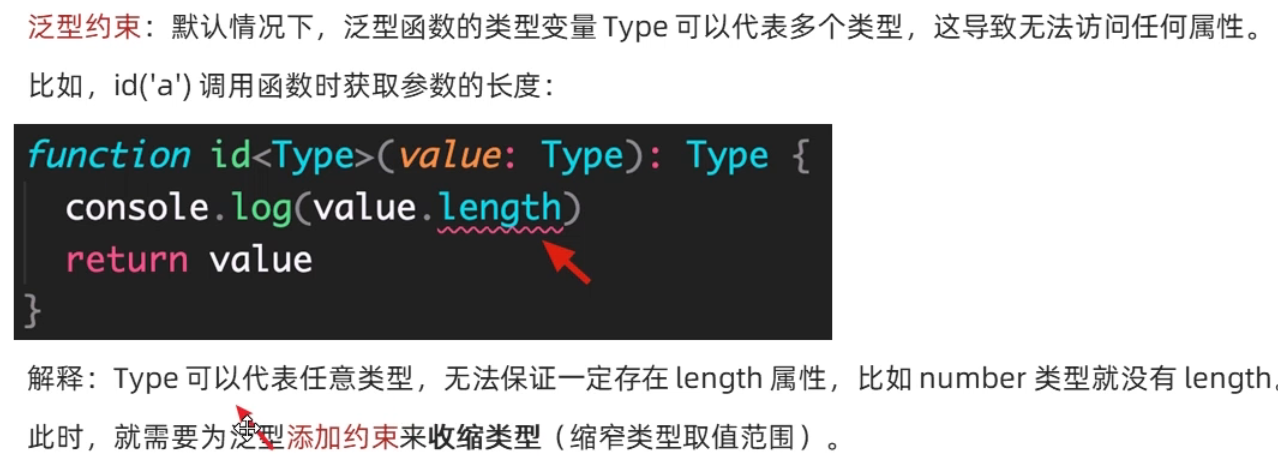 泛型约束：默认情况下，泛型函数的类型变量 Type 可以代表多个类型，这导致无法访问任何属性。
比如，id('a') 调用函数时获取参数的长度：
function id<Type>(value: Type): Type {
  console.log(value.length)
  return value
}
解释：Type 可以代表任意类型，无法保证一定存在 length 属性，比如 number 类型就没有 length。
此时，就需要为泛型添加约束来收缩类型（缩窄类型取值范围）。